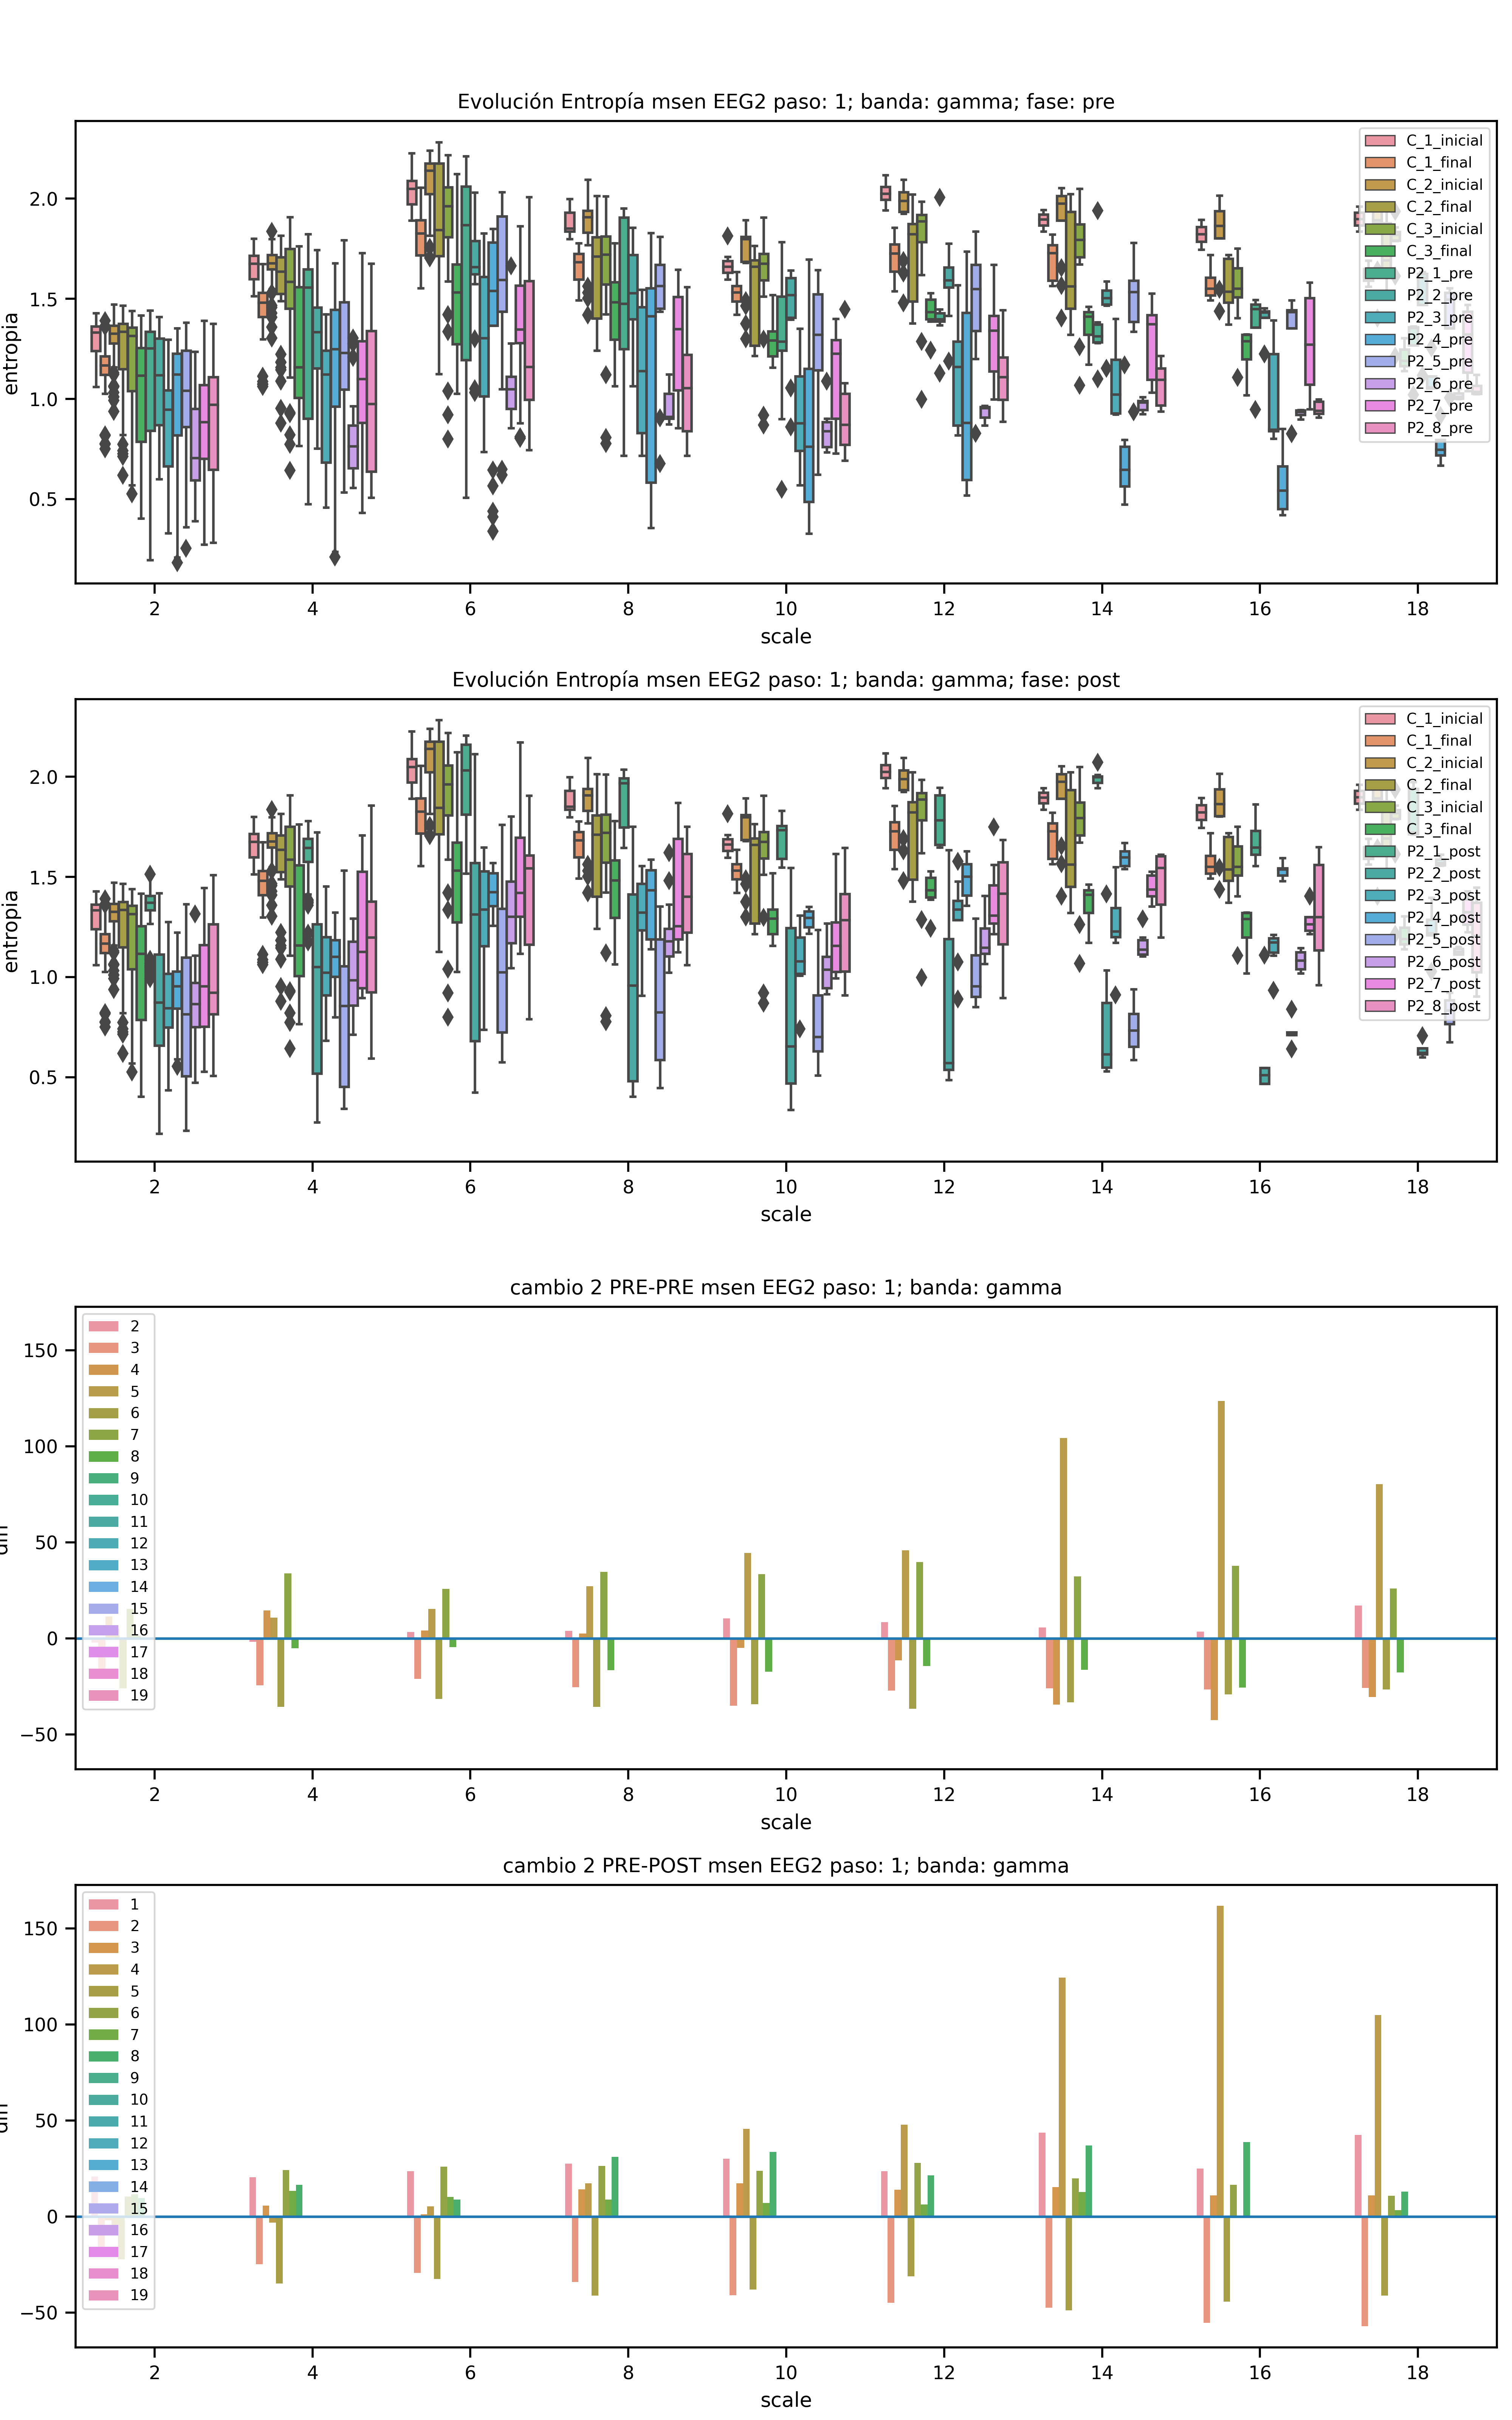 Evolución Entropía msen EEG2 paso: 1; banda: gamma; fase: pre
entropia
2.0
1.5
1.0
0.5
C_1_inicial
C_1_final
C_2_inicial
C_2_final
C_3_inicial
C_3_final
P2_1_pre
P2_2_pre
P2_3_pre
P2_4_pre
P2_5_pre
P2_6_pre
P2_7_pre
P2_8_pre
2 4 6 8 10 12 14 16 18
scale
Evolución Entropía msen EEG2 paso: 1; banda: gamma; fase: post
entropia
2.0
1.5
1.0
0.5
C_1_inicial
C_1_final
C_2_inicial
C_2_final
C_3_inicial
C_3_final
P2_1_post
P2_2_post
P2_3_post
P2_4_post
P2_5_post
P2_6_post
P2_7_post
P2_8_post
2 4 6 8 10 12 14 16 18
scale
cambio 2 PRE-PRE msen EEG2 paso: 1; banda: gamma
150
100
50
0
−50
2
3
4
5
6
7
8
9
10
11
12
13
14
15
16
17
18
19
2 4 6 8 10 12 14 16 18
scale
cambio 2 PRE-POST msen EEG2 paso: 1; banda: gamma
150
100
50
0
−50
1
2
3
4
5
6
7
8
9
10
11
12
13
14
15
16
17
18
19
2 4 6 8 10 12 14 16 18
scale